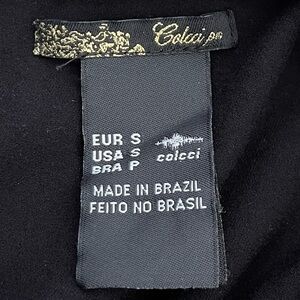 Colcci
EUR S
USA S
BRA P
colcci
MADE IN BRAZIL
FEITO NO BRASIL